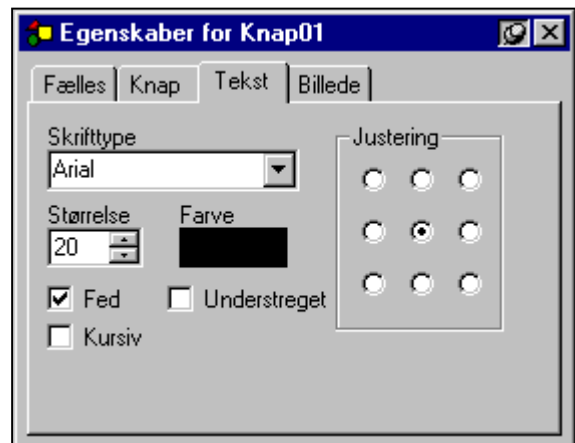 Egenskaber for Knap01
Fælles Knap Tekst Billede
Skrifttype
Arial
Justering
Størrelse Farve
20
Fed Understreget
Kursiv